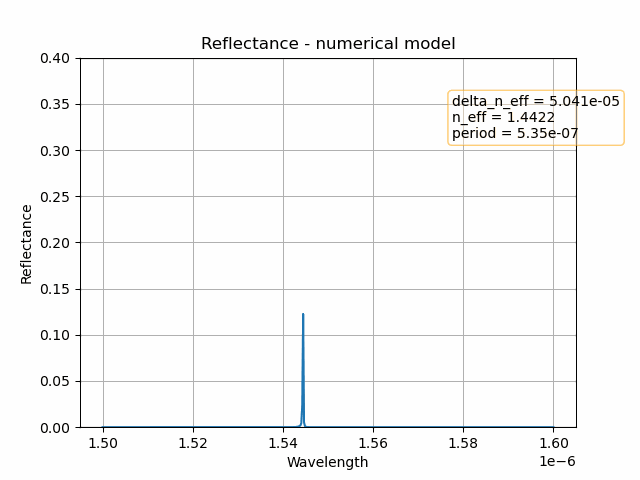 Reflectance - numerical model
0.40
0.35
0.30
0.25
0.20
0.15
0.10
0.05
0.00
Reflectance
delta_n_eff = 5.041e-05
n_eff = 1.4422
period = 5.35e-07
1.50 1.52 1.54 1.56 1.58 1.60
1e−6
Wavelength